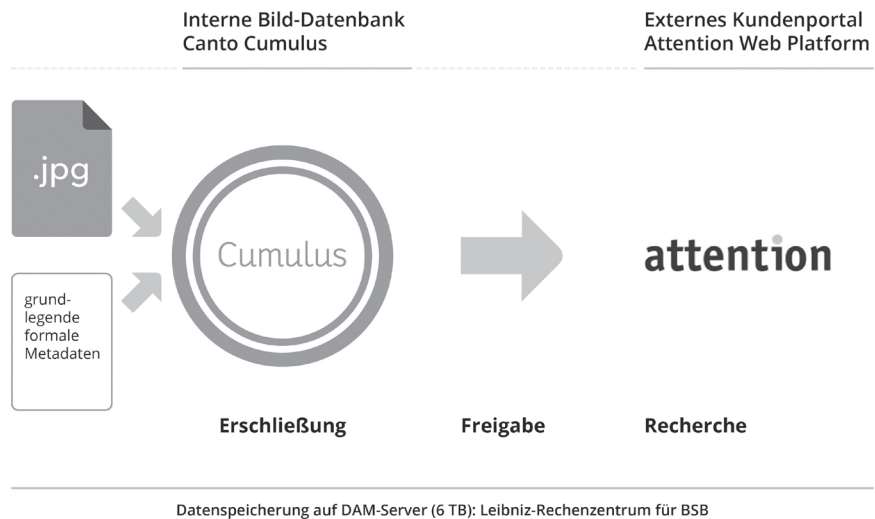 Interne Bild-Datenbank
Canto Cumulus
Externes Kundenportal
Attention Web Platform
.jpg
Cumulus
attention
grund-
legende
formale
Metadaten
Erschließung
Freigabe
Recherche
Datenspeicherung auf DAM-Server (6 TB): Leibniz-Rechenzentrum für BSB